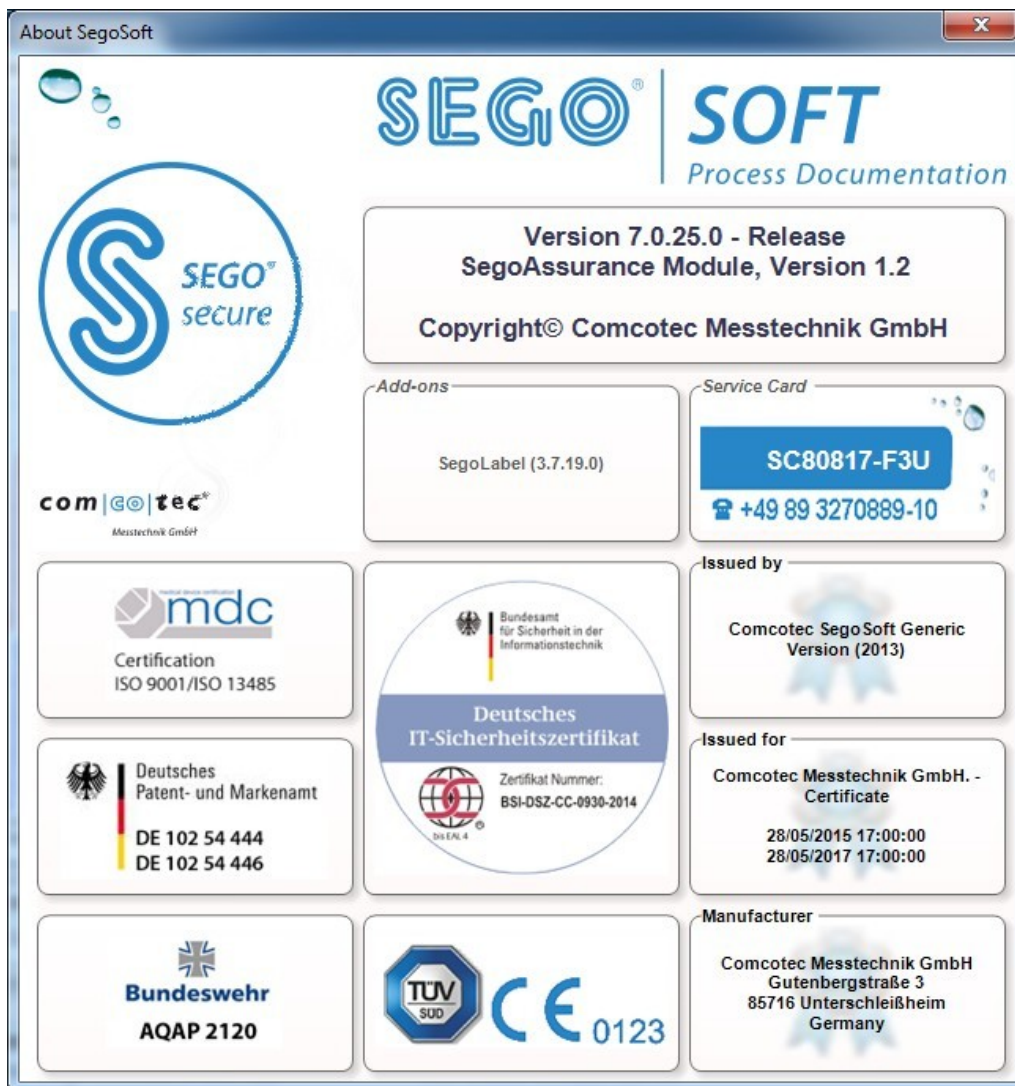 About SegoSoft
SEGO®
SOFT
Process Documentation
SEGO®
secure
Version 7.0.25.0 - Release
SegoAssurance Module, Version 1.2
Copyright© Comcotec Messtechnik GmbH
com|co|tec®
Messtechnik GmbH
Add-ons
SegoLabel (3.7.19.0)
Service Card
SC80817-F3U
☎ +49 89 3270889-10
medical device certification
mdc
Certification
ISO 9001/ISO 13485
Bundesamt
für Sicherheit in der
Informationstechnik
Deutsches
IT-Sicherheitszertifikat
Zertifikat Nummer:
BSI-DSZ-CC-0930-2014
bis EAL 4
®
Issued by
Comcotec SegoSoft Generic
Version (2013)
Deutsches
Patent- und Markenamt
DE 102 54 444
DE 102 54 446
Issued for
Comcotec Messtechnik GmbH. -
Certificate
28/05/2015 17:00:00
28/05/2017 17:00:00
Bundeswehr
AQAP 2120
TÜV
SÜD
CE 0123
Manufacturer
Comcotec Messtechnik GmbH
Gutenbergstraße 3
85716 Unterschleißheim
Germany